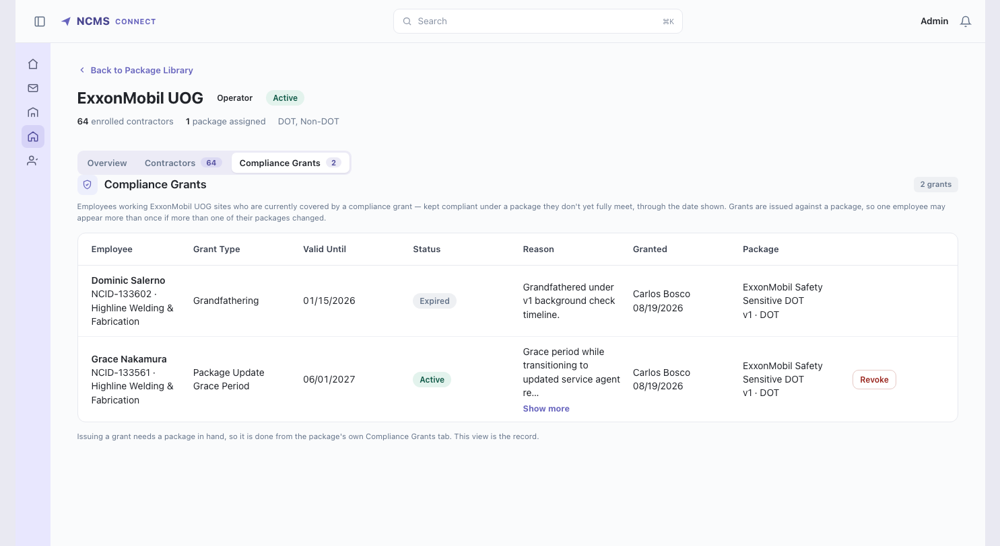 NCMS CONNECT
Search
⌘K
Admin
Back to Package Library
ExxonMobil UOG Operator Active
64 enrolled contractors 1 package assigned DOT, Non-DOT
Overview Contractors 64 Compliance Grants 2
Compliance Grants
2 grants
Employees working ExxonMobil UOG sites who are currently covered by a compliance grant — kept compliant under a package they don't yet fully meet, through the date shown. Grants are issued against a package, so one employee may
appear more than once if more than one of their packages changed.
Employee Grant Type Valid Until Status Reason Granted Package
Dominic Salerno
NCID-133602 ·
Highline Welding &
Fabrication
Grandfathering
01/15/2026
Expired
Grandfathered under
v1 background check
timeline.
Carlos Bosco
08/19/2026
ExxonMobil Safety
Sensitive DOT
v1 · DOT
Grace Nakamura
NCID-133561 ·
Highline Welding &
Fabrication
Package Update
Grace Period
06/01/2027
Active
Grace period while
transitioning to
updated service agent
re...
Show more
Carlos Bosco
08/19/2026
ExxonMobil Safety
Sensitive DOT
v1 · DOT
Revoke
Issuing a grant needs a package in hand, so it is done from the package's own Compliance Grants tab. This view is the record.